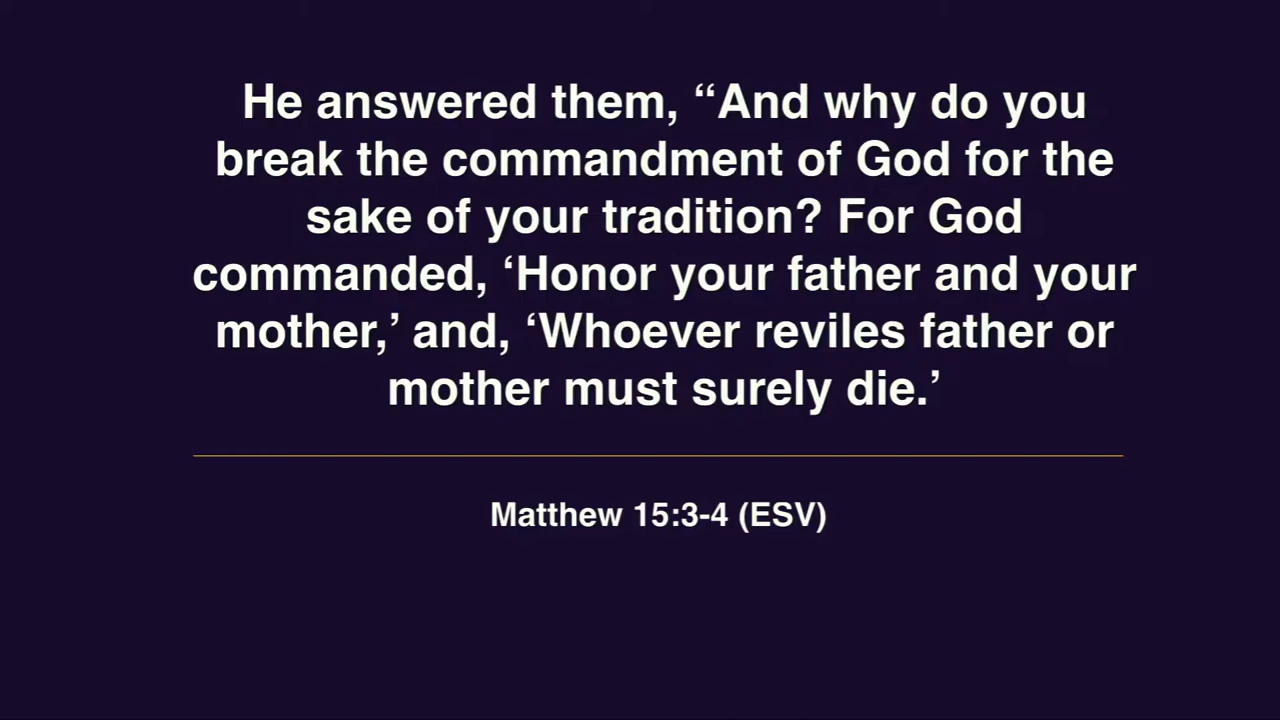 He answered them, “And why do you
break the commandment of God for the
sake of your tradition? For God
commanded, ‘Honor your father and your
mother,’ and, ‘Whoever reviles father or
mother must surely die.’
Matthew 15:3-4 (ESV)